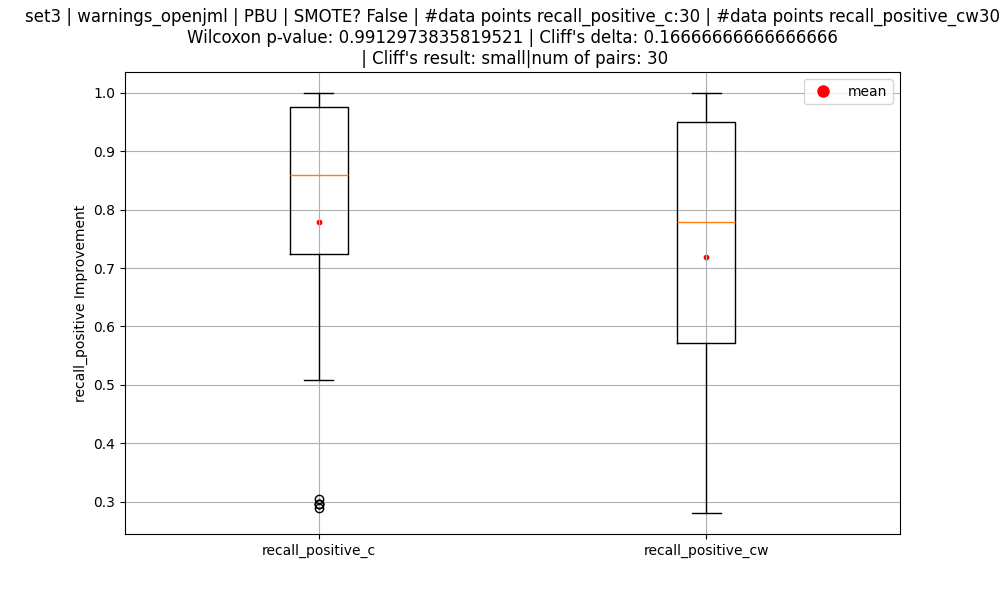 set3 | warnings_openjml | PBU | SMOTE? False | #data points recall_positive_c:30 | #data points recall_positive_cw30
Wilcoxon p-value: 0.9912973835819521 | Cliff's delta: 0.16666666666666666
| Cliff's result: small|num of pairs: 30
mean
1.0
0.9
0.8
0.7
0.6
0.5
0.4
0.3
recall_positive Improvement
recall_positive_c
recall_positive_cw